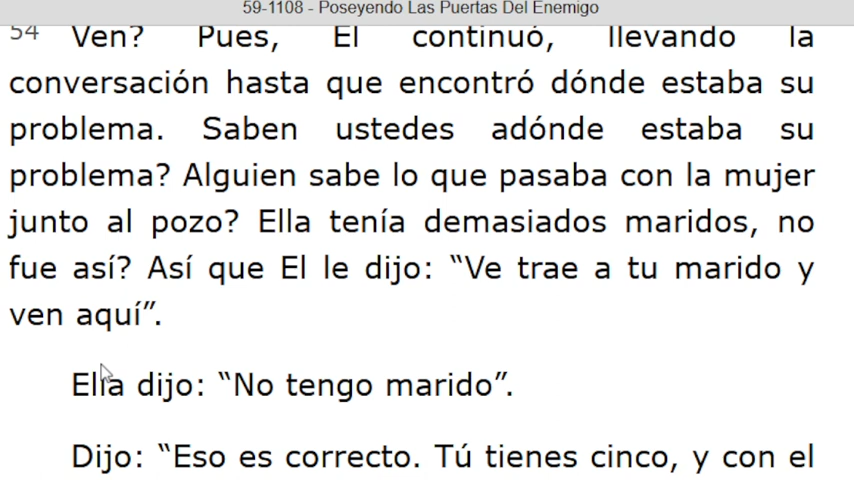 59-1108 - Poseyendo Las Puertas Del Enemigo
54 Ven? Pues, El continuó, llevando la
conversación hasta que encontró dónde estaba su
problema. Saben ustedes adónde estaba su
problema? Alguien sabe lo que pasaba con la mujer
junto al pozo? Ella tenía demasiados maridos, no
fue así? Así que El le dijo: “Ve trae a tu marido y
ven aquí”.
Ella dijo: “No tengo marido”.
Dijo: “Eso es correcto. Tú tienes cinco, y con el